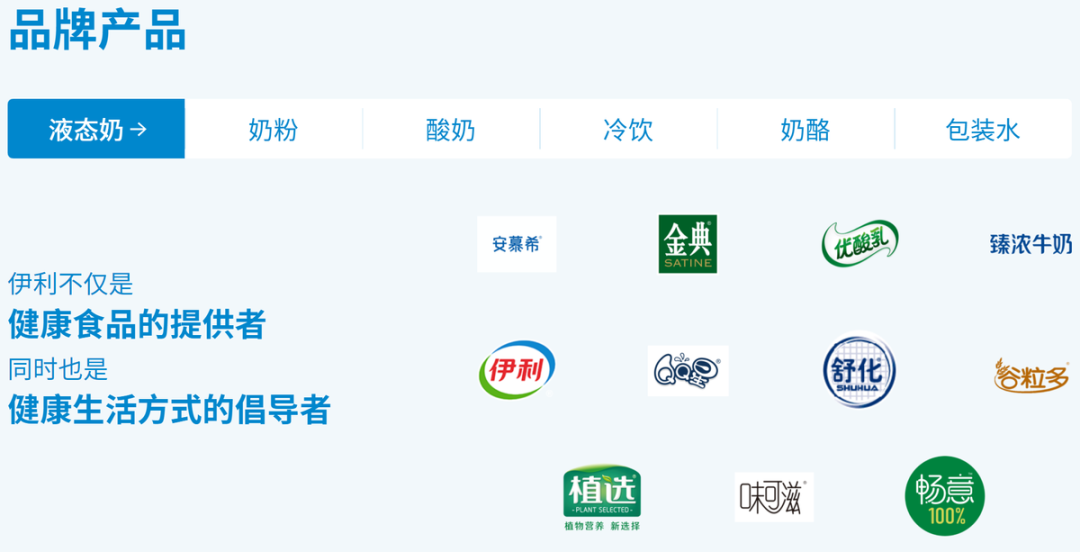 品牌产品
液态奶 → 奶粉 酸奶 冷饮 奶酪 包装水
安慕希 金典 优酸乳 臻浓牛奶
SATINE
伊利不仅是
健康食品的提供者
同时也是
健康生活方式的倡导者
伊利 QQ星 舒化 谷粒多
SHUHUA
植选 味可滋 畅意
PLANT SELECTED 100%
植物营养 新选择